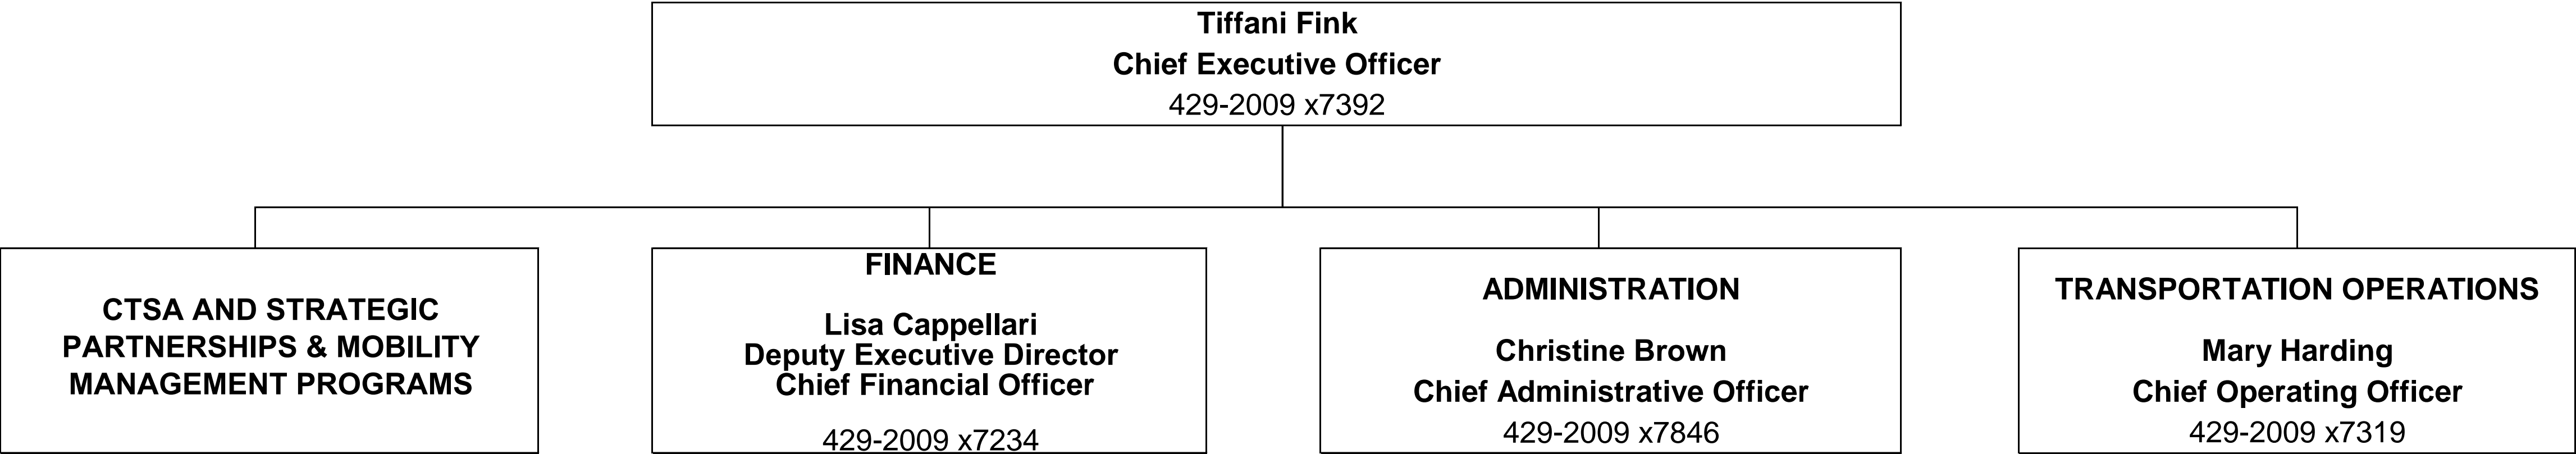 Tiffani Fink
Chief Executive Officer
429-2009 x7392
CTSA AND STRATEGIC
PARTNERSHIPS & MOBILITY
MANAGEMENT PROGRAMS
FINANCE
Lisa Cappellari
Deputy Executive Director
Chief Financial Officer
429-2009 x7234
ADMINISTRATION
Christine Brown
Chief Administrative Officer
429-2009 x7846
TRANSPORTATION OPERATIONS
Mary Harding
Chief Operating Officer
429-2009 x7319